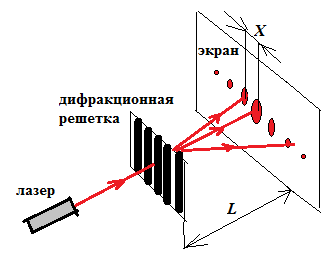 X
экран
дифракционная
решетка
лазер
L